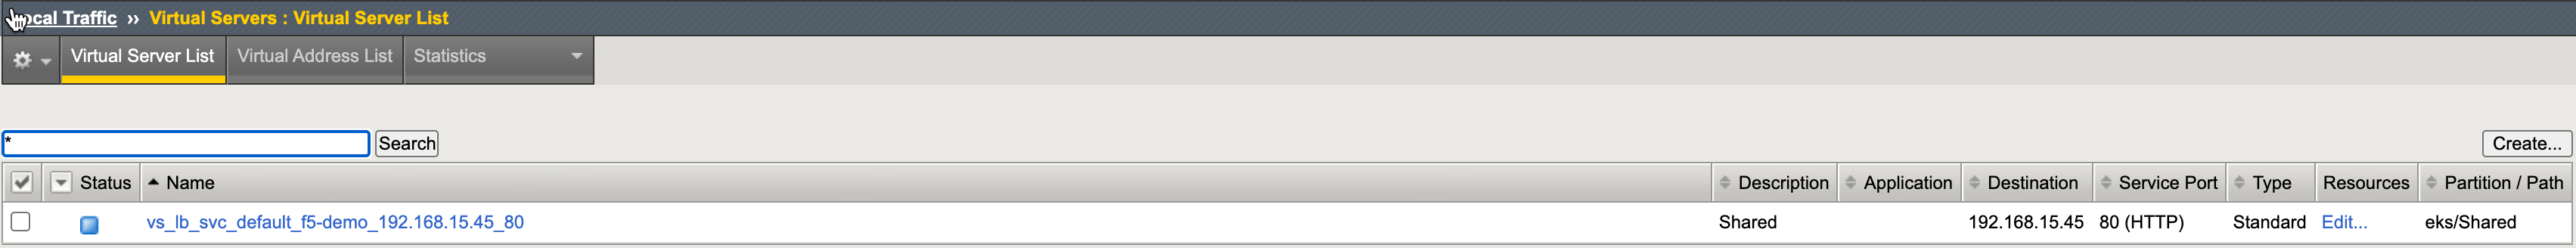 Local Traffic ›› Virtual Servers : Virtual Server List
Virtual Server List Virtual Address List Statistics
* Search Create...
Status Name Description Application Destination Service Port Type Resources Partition / Path
vs_lb_svc_default_f5-demo_192.168.15.45_80 Shared 192.168.15.45 80 (HTTP) Standard Edit... eks/Shared